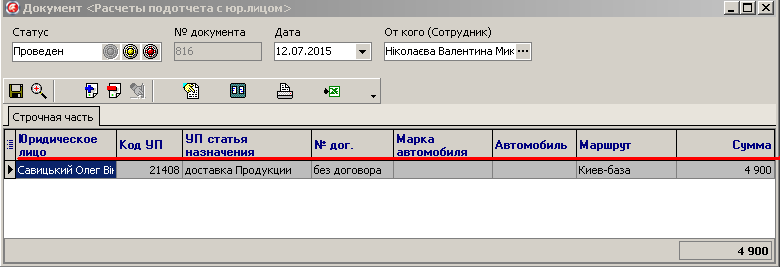 Документ <Расчеты подотчета с юр.лицом>
Статус № документа Дата От кого (Сотрудник)
Проведен 816 12.07.2015 Ніколаєва Валентина Мик
Строчная часть
Юридическое лицо Код УП УП статья назначения № дог. Марка автомобиля Автомобиль Маршрут Сумма
Савицький Олег Він 21408 доставка Продукции без договора Киев-база 4 900
4 900